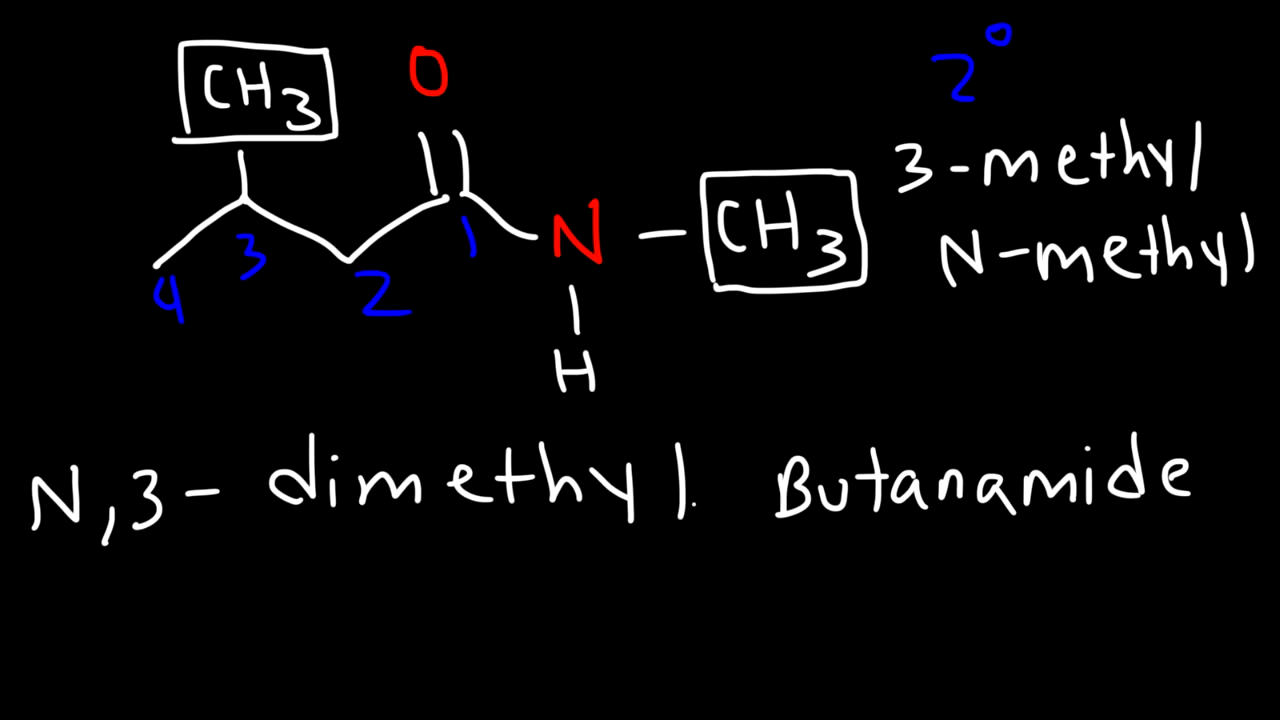 O
2°
CH3
3-methyl
N
CH3
N-methyl
4
3
2
1
H
N,3-dimethyl. Butanamide